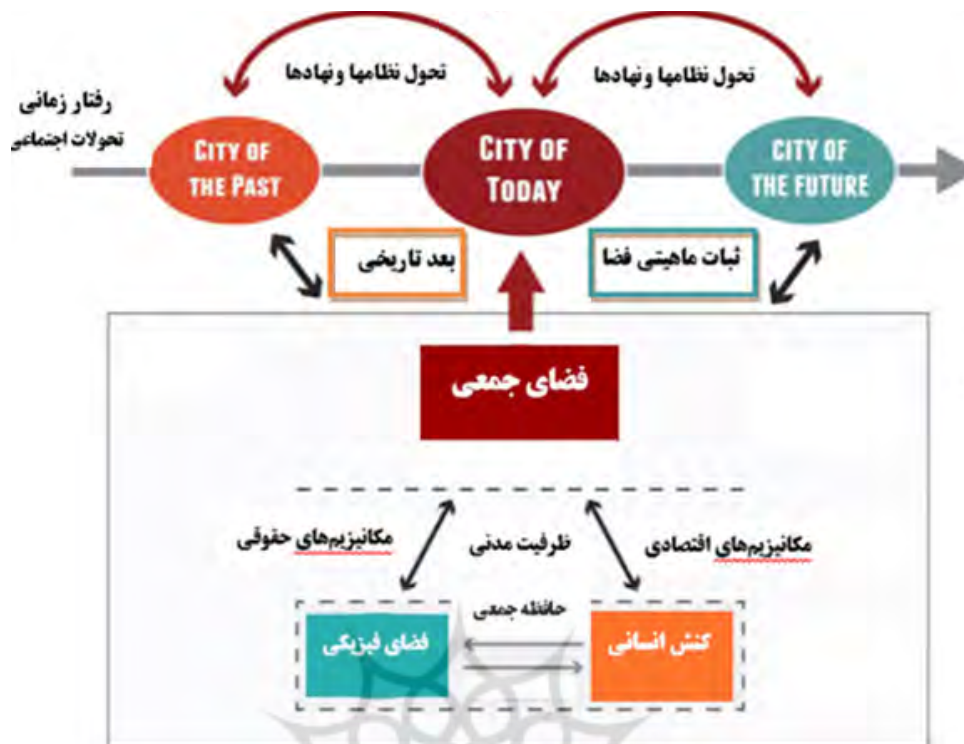 تحول نظامها و نهادها
تحول نظامها و نهادها
رفتار زمانی
تحولات اجتماعی
CITY OF
THE PAST
CITY OF
TODAY
CITY OF
THE FUTURE
بعد تاریخی
ثبات ماهیتی فضا
فضای جمعی
مکانیزم‌های حقوقی
ظرفیت مدنی
مکانیزیم‌های اقتصادی
حافظه جمعی
فضای فیزیکی
کنش انسانی